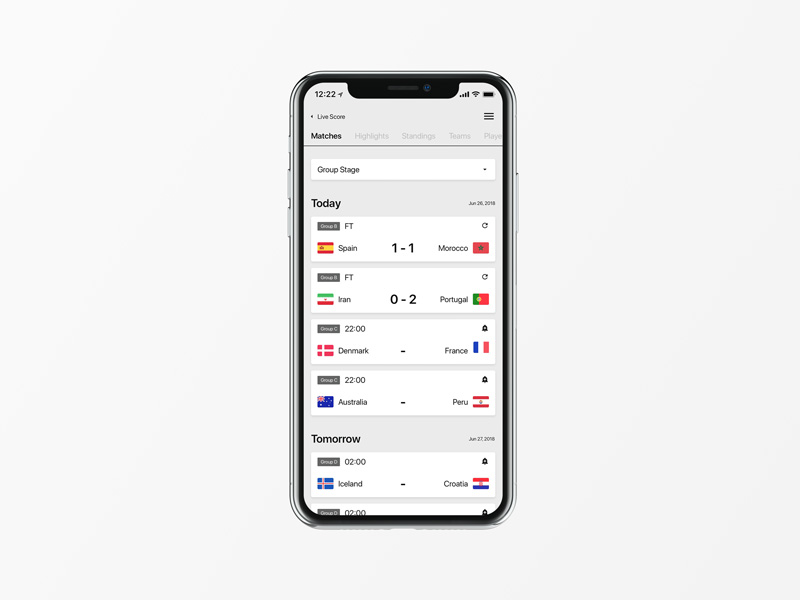 12:22
Live Score
Matches Highlights Standings Teams Playe
Group Stage
Today Jun 26, 2018
Group B FT
Spain 1 - 1 Morocco
Group B FT
Iran 0 - 2 Portugal
Group C 22:00
Denmark - France
Group C 22:00
Australia - Peru
Tomorrow Jun 27, 2018
Group D 02:00
Iceland - Croatia
Group D 02:00